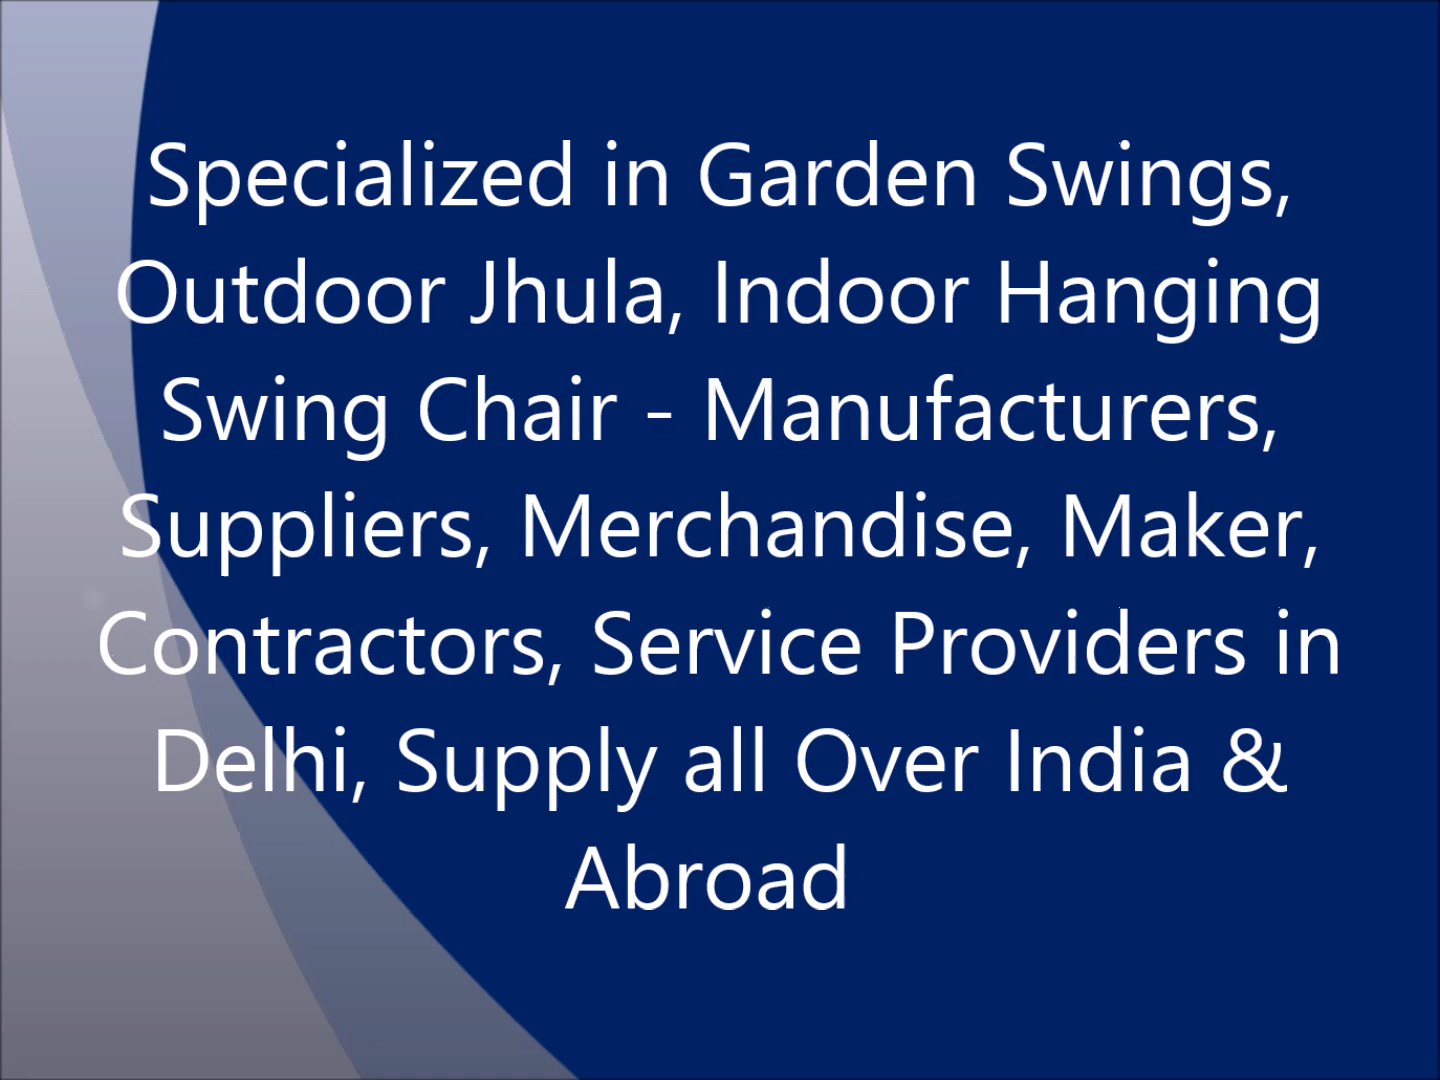 Specialized in Garden Swings,
Outdoor Jhula, Indoor Hanging
Swing Chair - Manufacturers,
Suppliers, Merchandise, Maker,
Contractors, Service Providers in
Delhi, Supply all Over India &
Abroad